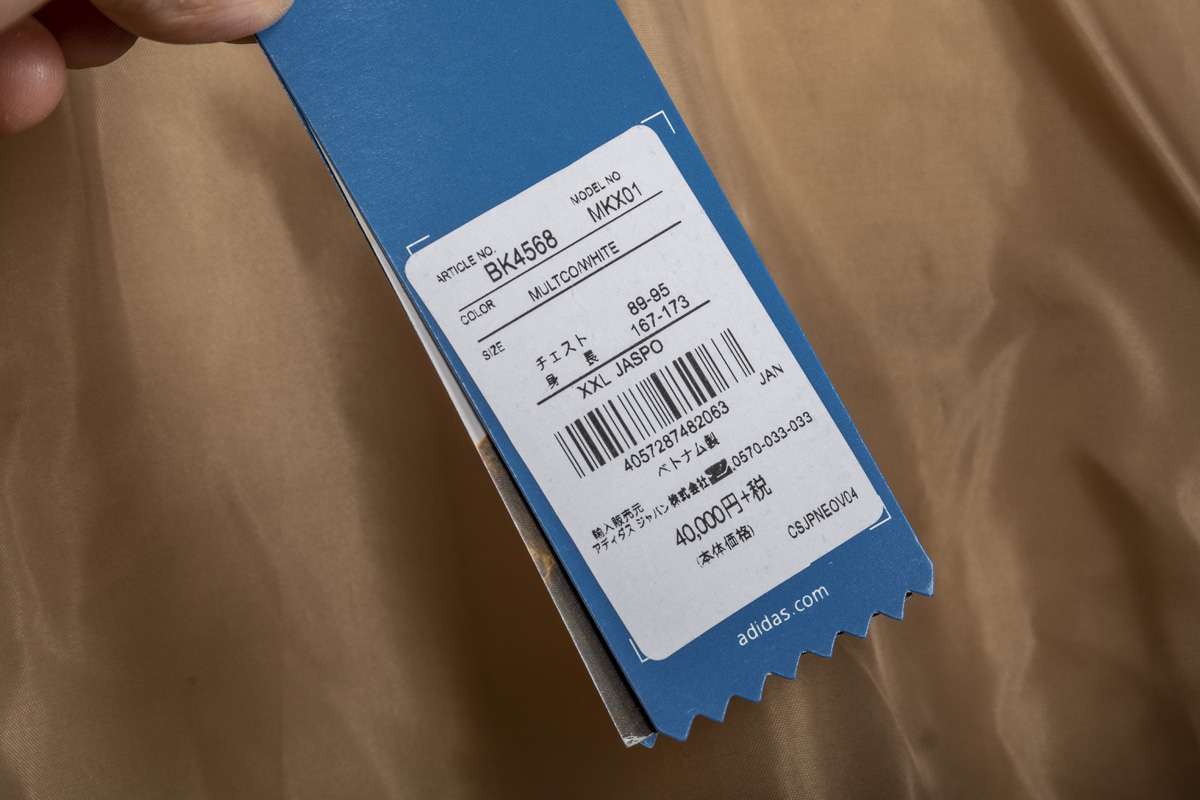 ARTICLE NO. MODEL NO
BK4568 MKX01
COLOR MULTCO/WHITE
SIZE チェスト 89-95
身長 167-173
XXL JASPO
4057287482063 JAN
ベトナム製
輸入販売元
アディダス ジャパン 株式会社 0570-033-033
40,000円+税
(本体価格) CSJPNEOV04
adidas.com